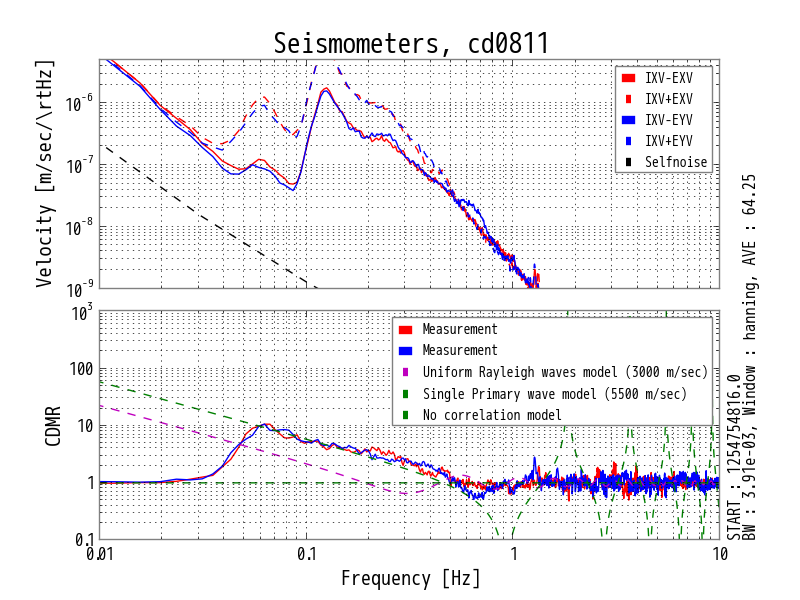 Seismometers, cd0811
Velocity [m/sec/\rtHz]
10^-6
10^-7
10^-8
10^-9
IXV-EXV
IXV+EXV
IXV-EYV
IXV+EYV
Selfnoise
CDMR
10^3
100
10
1
0.1
Measurement
Measurement
Uniform Rayleigh waves model (3000 m/sec)
Single Primary wave model (5500 m/sec)
No correlation model
0.01
0.1
1
10
Frequency [Hz]
START : 1254754816.0
BW : 3.91e-03, Window : hanning, AVE : 64.25